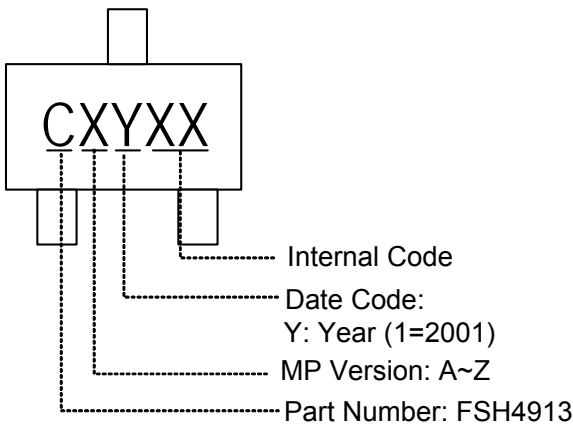 CXYXX
Internal Code
Date Code:
Y: Year (1=2001)
MP Version: A~Z
Part Number: FSH4913